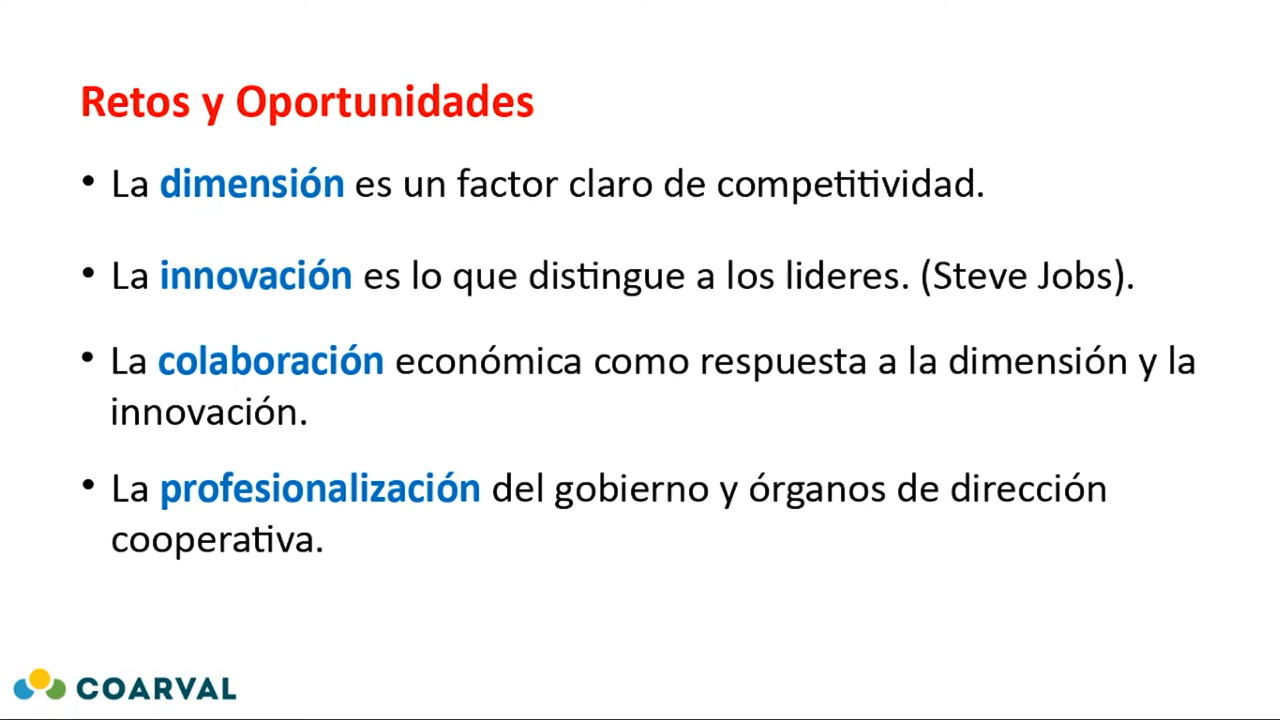 Retos y Oportunidades
• La dimensión es un factor claro de competitividad.
• La innovación es lo que distingue a los lideres. (Steve Jobs).
• La colaboración económica como respuesta a la dimensión y la
innovación.
• La profesionalización del gobierno y órganos de dirección
cooperativa.
COARVAL